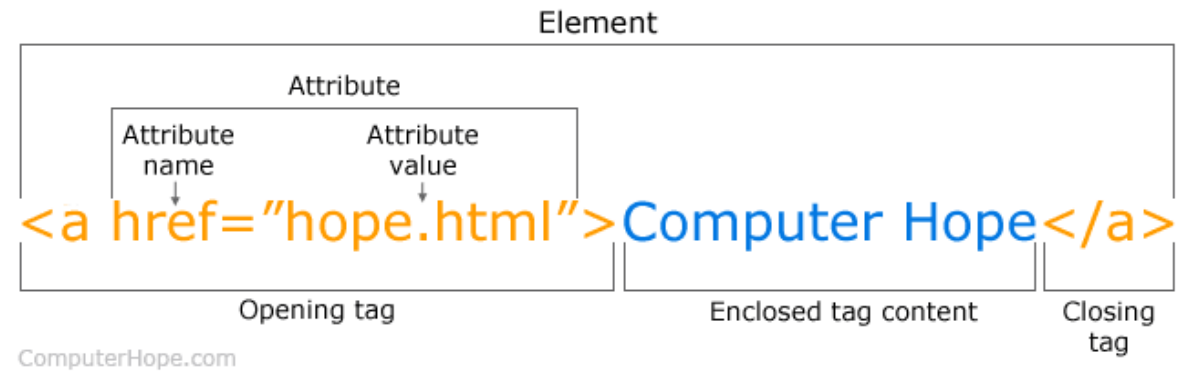 Element
Attribute
Attribute name
Attribute value
<a href=”hope.html”>Computer Hope</a>
Opening tag
Enclosed tag content
Closing tag
ComputerHope.com